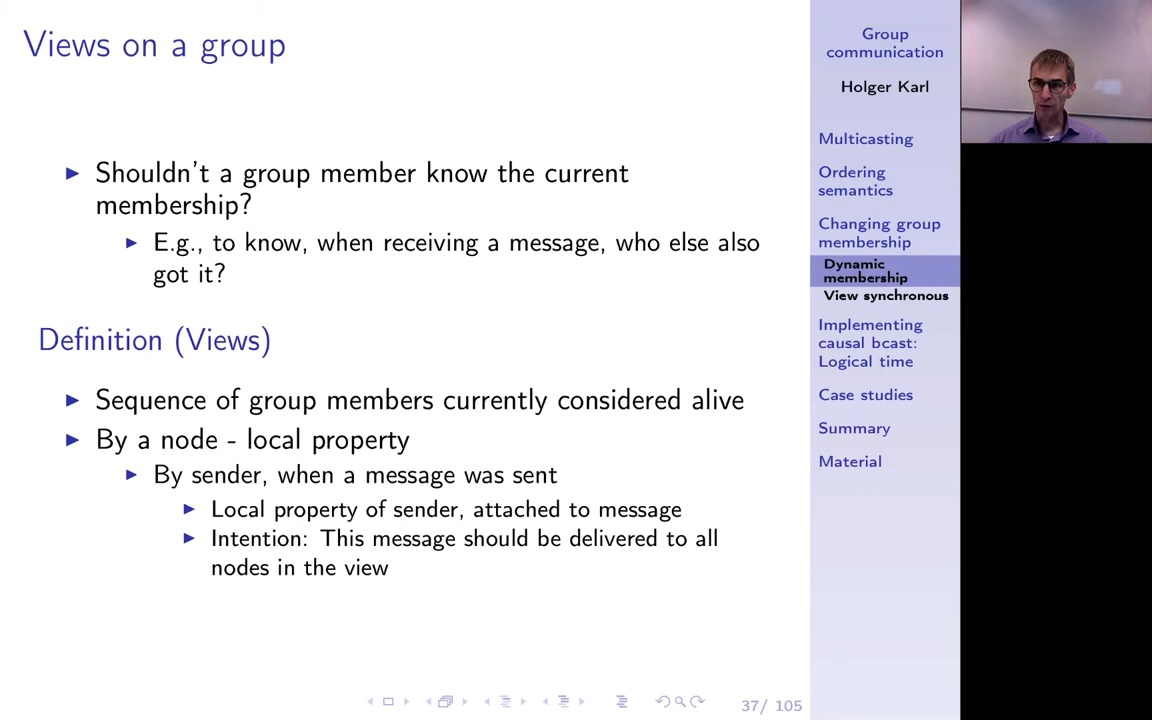 Views on a group
Shouldn't a group member know the current
membership?
E.g., to know, when receiving a message, who else also
got it?
Definition (Views)
Sequence of group members currently considered alive
By a node - local property
By sender, when a message was sent
Local property of sender, attached to message
Intention: This message should be delivered to all
nodes in the view
37/ 105
Group
communication
Holger Karl
Multicasting
Ordering
semantics
Changing group
membership
Dynamic
membership
View synchronous
Implementing
causal bcast:
Logical time
Case studies
Summary
Material